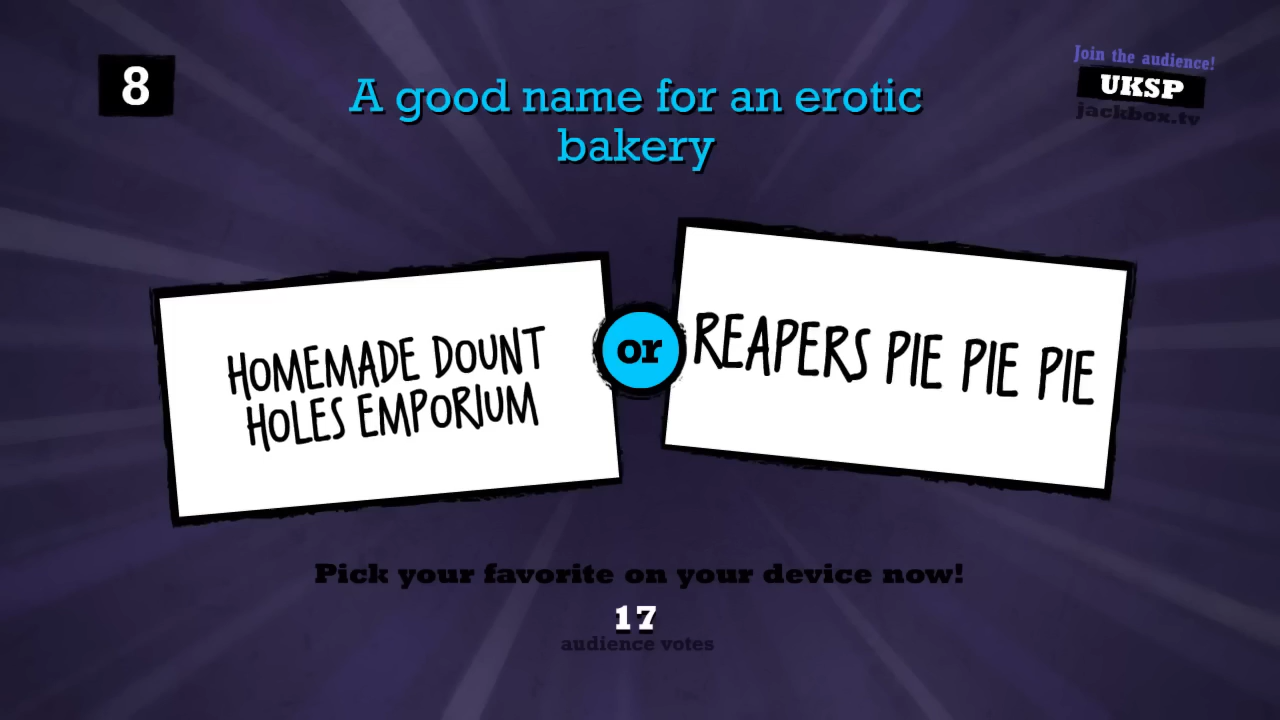 8
A good name for an erotic
bakery
Join the audience!
UKSP
jackbox.tv
HOMEMADE DOUNT
HOLES EMPORIUM
or
REAPERS PIE PIE PIE
Pick your favorite on your device now!
17
audience votes